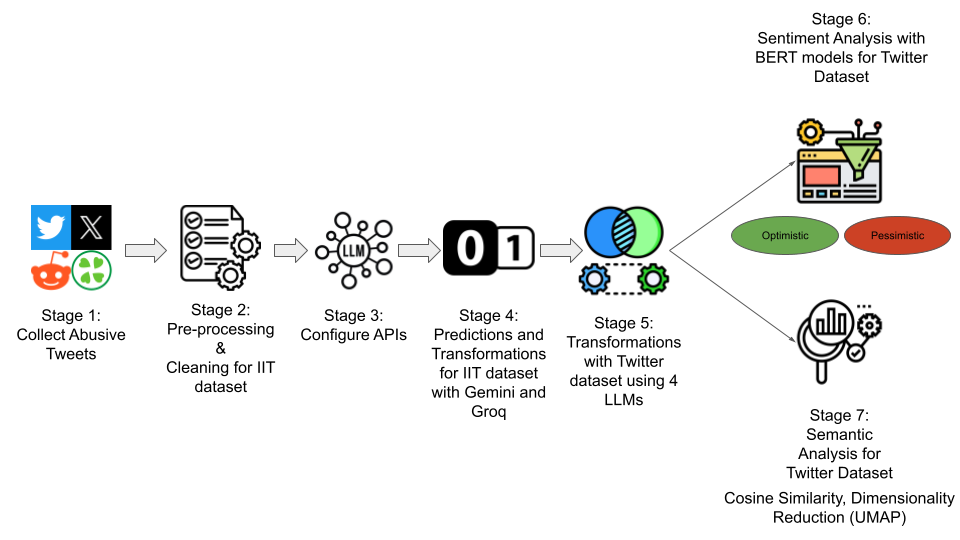 Stage 1:
Collect Abusive
Tweets
Stage 2:
Pre-processing
&
Cleaning for IIT
dataset
LLM
Stage 3:
Configure APIs
0 1
Stage 4:
Predictions and
Transformations
for IIT dataset
with Gemini and
Groq
Stage 5:
Transformations
with Twitter
dataset using 4
LLMs
Stage 6:
Sentiment Analysis with
BERT models for Twitter
Dataset
Optimistic
Pessimistic
Stage 7:
Semantic
Analysis for
Twitter Dataset
Cosine Similarity, Dimensionality
Reduction (UMAP)